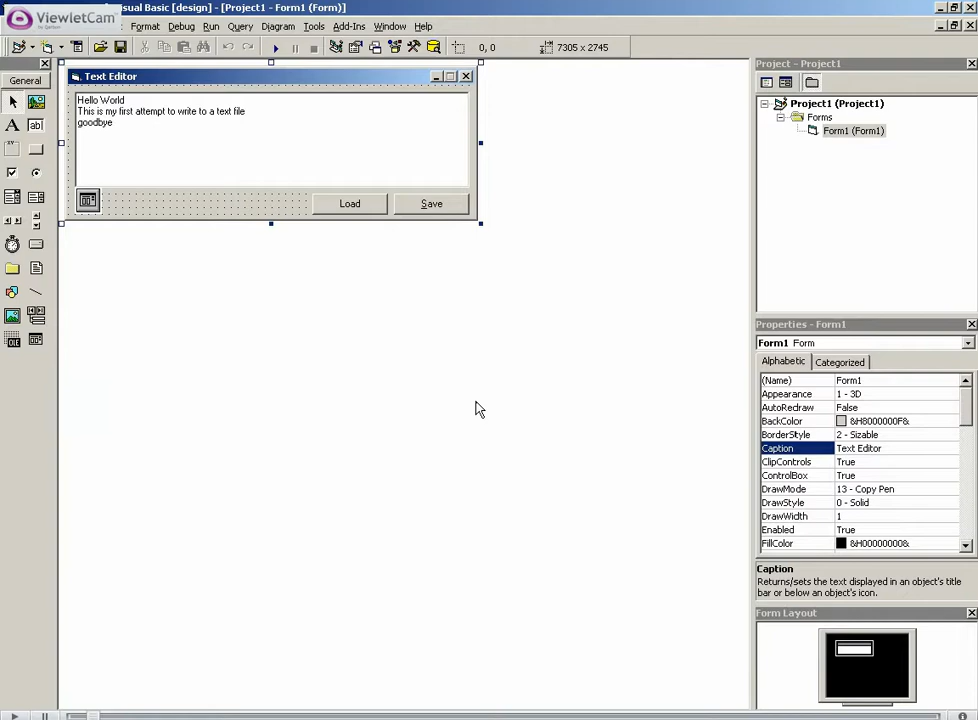 ViewletCam
isual Basic [design] - [Project1 - Form1 (Form)]
Format Debug Run Query Diagram Tools Add-Ins Window Help
0, 0 7305 x 2745
General
Text Editor
Hello World
This is my first attempt to write to a text file
goodbye
Load Save
Project - Project1
Project1 (Project1)
Forms
Form1 (Form1)
Properties - Form1
Form1 Form
Alphabetic Categorized
(Name) Form1
Appearance 1 - 3D
AutoRedraw False
BackColor &H8000000F&
BorderStyle 2 - Sizable
Caption Text Editor
ClipControls True
ControlBox True
DrawMode 13 - Copy Pen
DrawStyle 0 - Solid
DrawWidth 1
Enabled True
FillColor &H00000000&
Caption
Returns/sets the text displayed in an object's title
bar or below an object's icon.
Form Layout